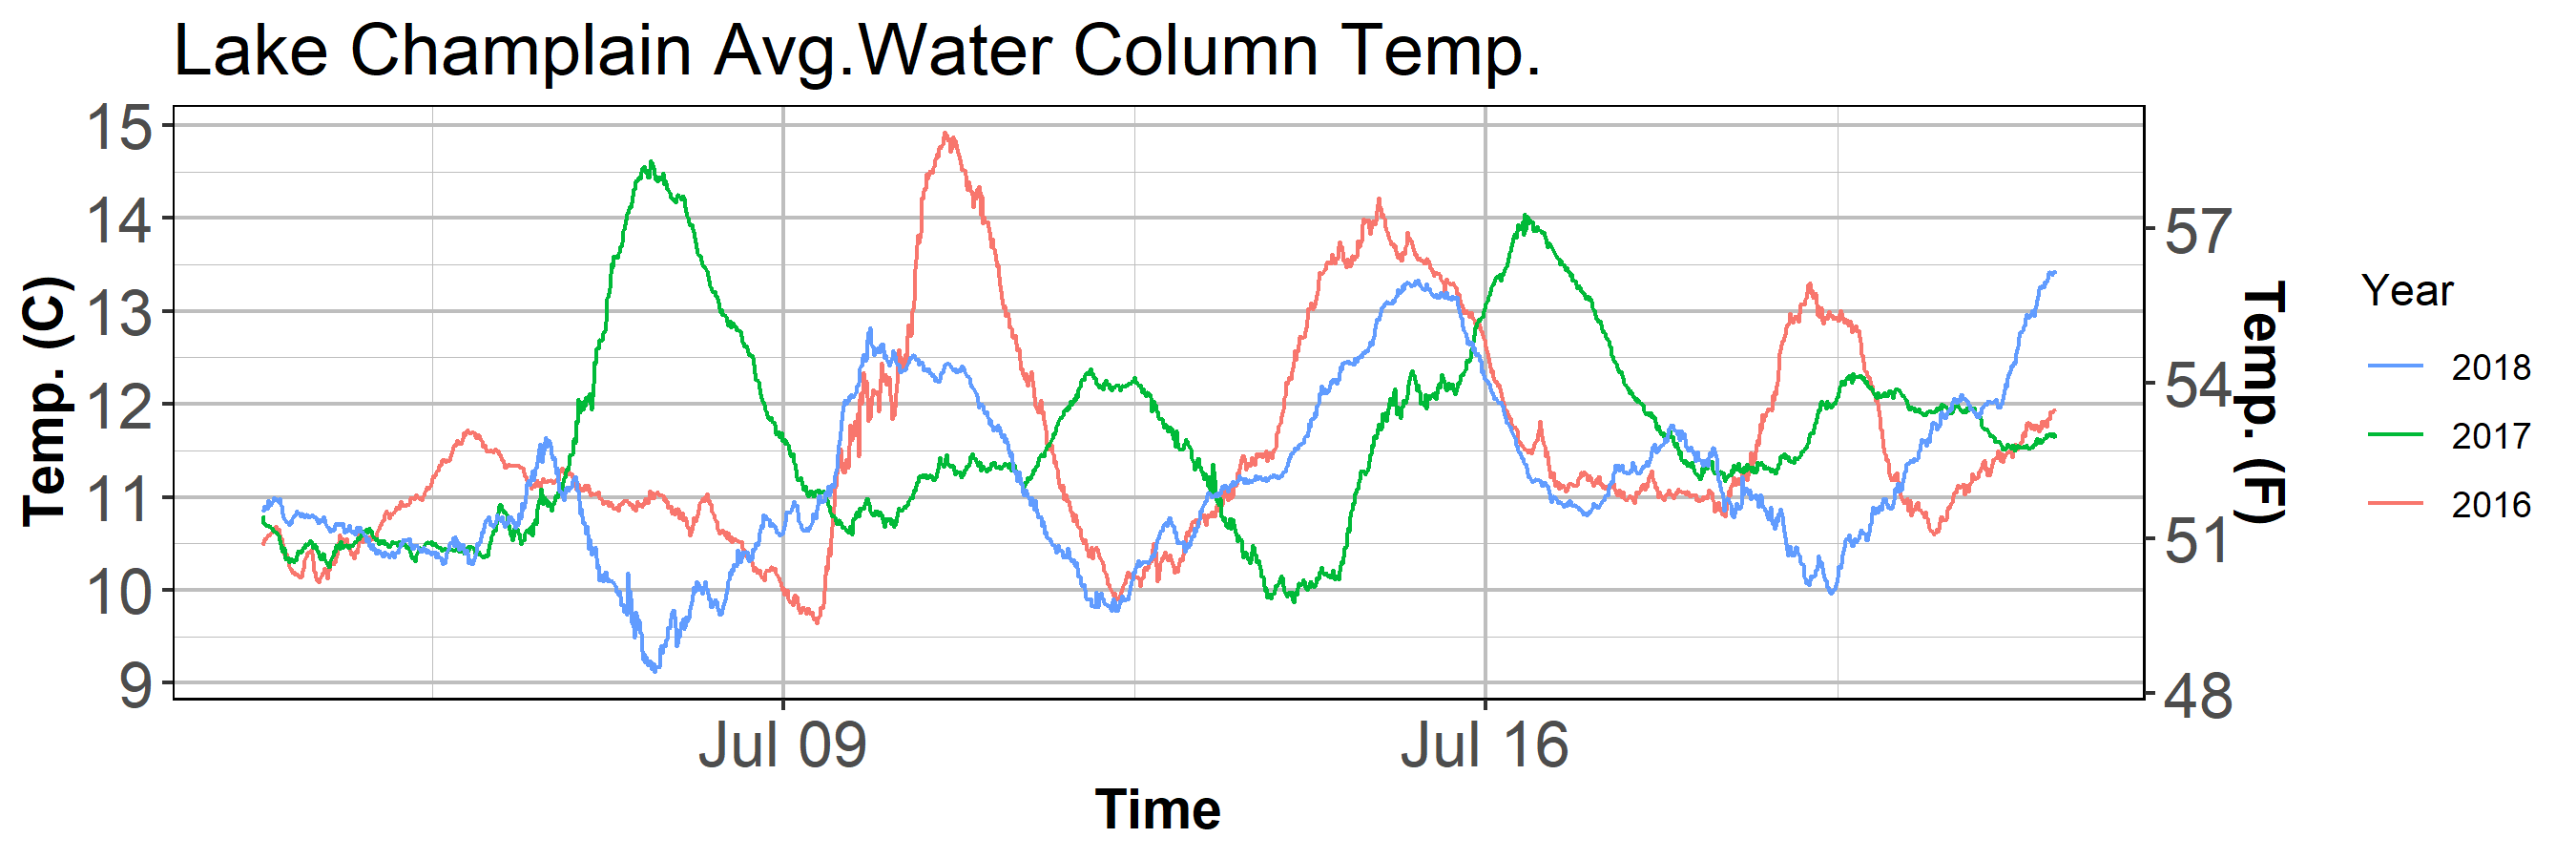 Lake Champlain Avg.Water Column Temp.
Temp. (C)
15
14
13
12
11
10
9
Jul 09
Jul 16
Time
57
54
51
48
Temp. (F)
Year
2018
2017
2016